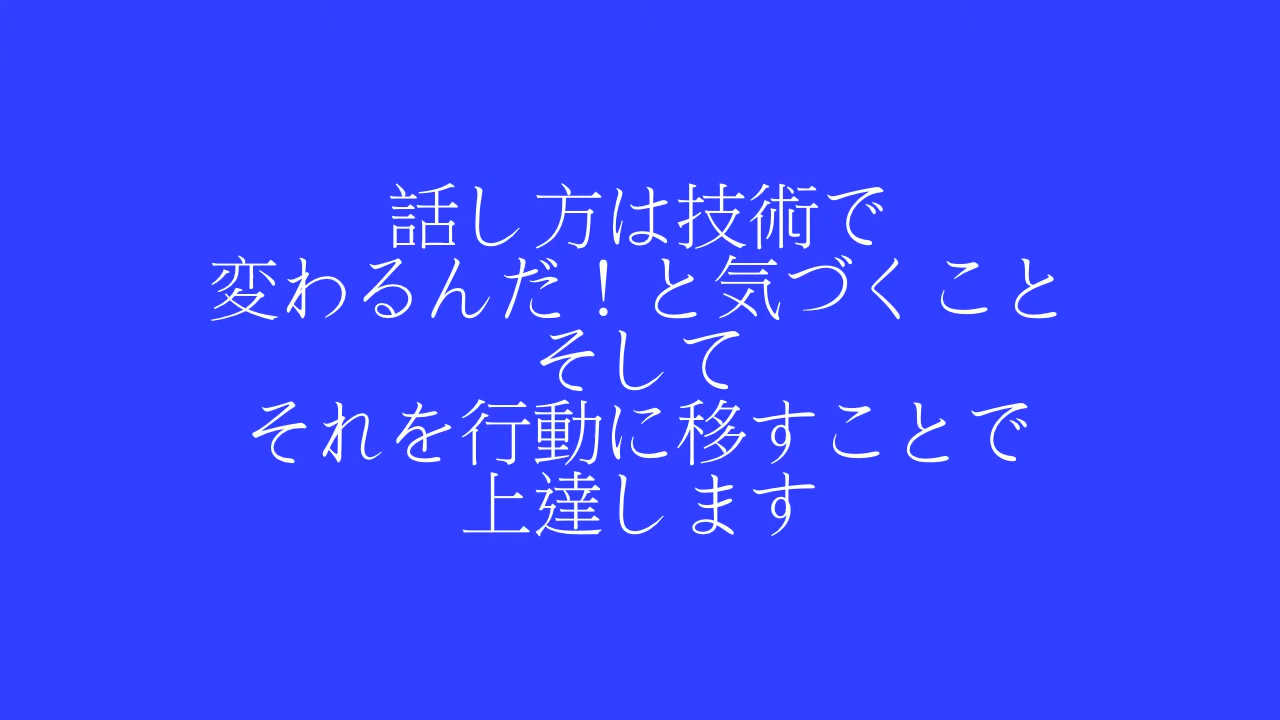 話し方は技術で
変わるんだ！と気づくこと
そして
それを行動に移すことで
上達します